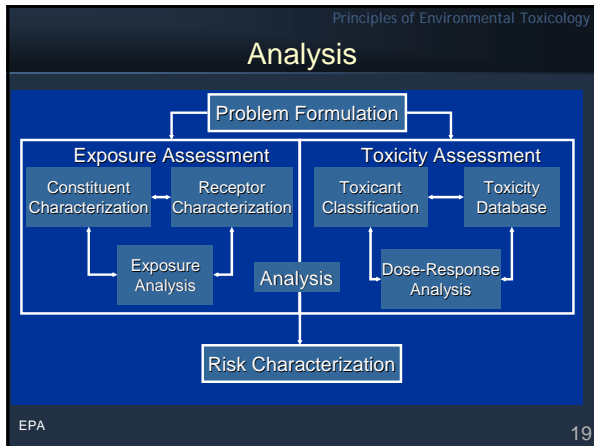 Principles of Environmental Toxicology
Analysis
Problem Formulation
Exposure Assessment
Constituent
Characterization
Receptor
Characterization
Exposure
Analysis
Analysis
Toxicity Assessment
Toxicant
Classification
Toxicity
Database
Dose-Response
Analysis
Risk Characterization
EPA
19